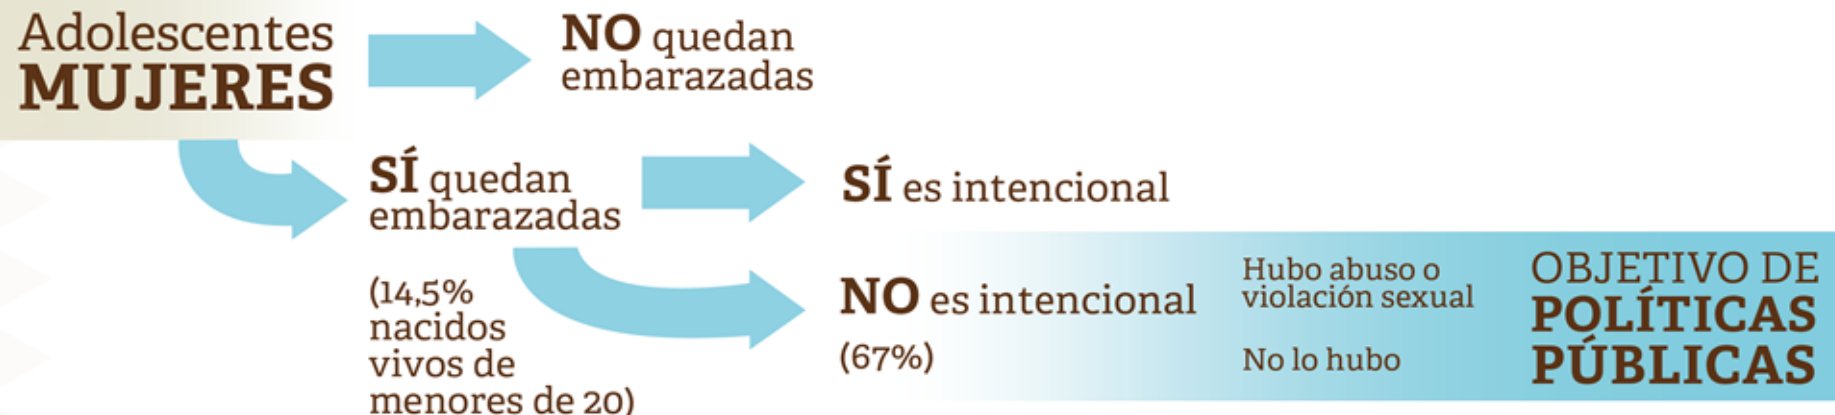 Adolescentes
MUJERES
NO quedan
embarazadas
SÍ quedan
embarazadas
(14,5%
nacidos
vivos de
menores de 20)
SÍ es intencional
NO es intencional
(67%)
Hubo abuso o
violación sexual
No lo hubo
OBJETIVO DE
POLÍTICAS
PÚBLICAS